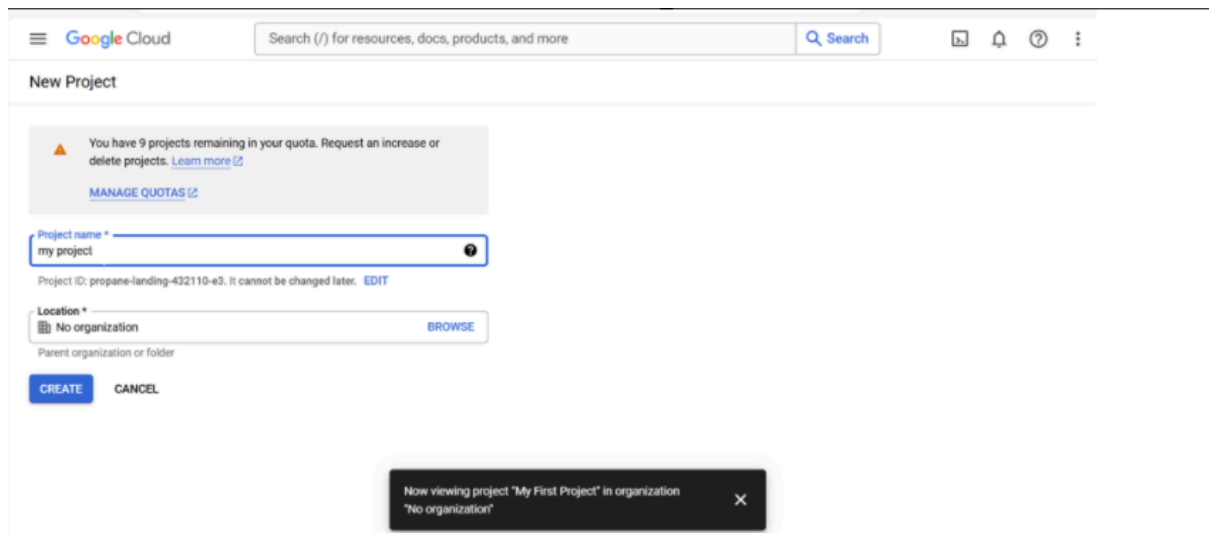 Google Cloud
Search (/) for resources, docs, products, and more
Search
New Project
You have 9 projects remaining in your quota. Request an increase or
delete projects. Learn more
MANAGE QUOTAS
Project name *
my project
Project ID: propane-landing-432110-e3. It cannot be changed later. EDIT
Location *
No organization BROWSE
Parent organization or folder
CREATE CANCEL
Now viewing project "My First Project" in organization
"No organization"